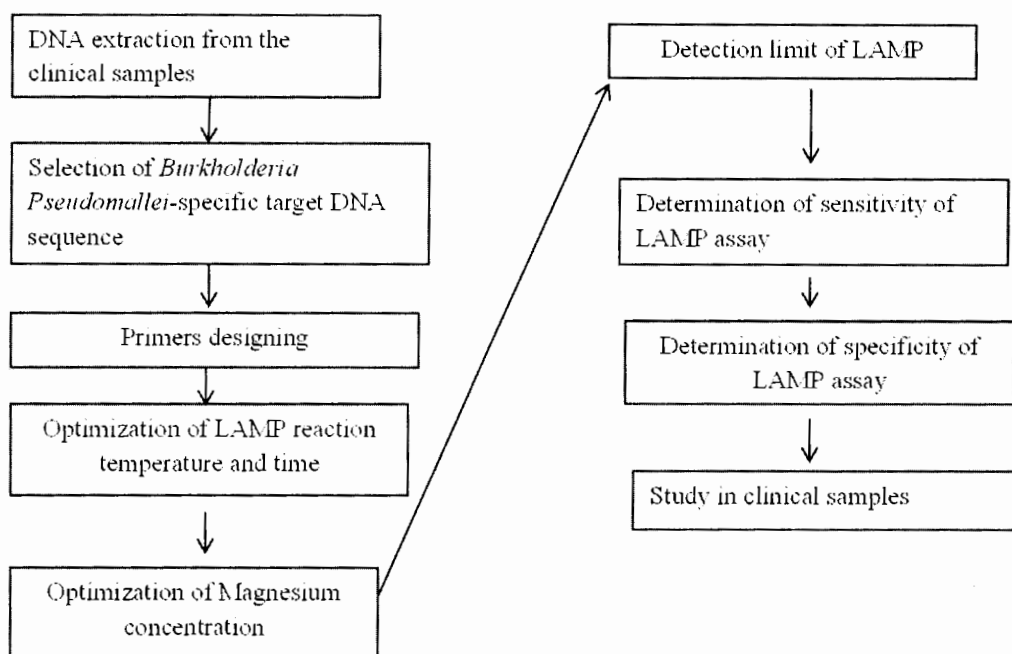 DNA extraction from the
clinical samples
Selection of Burkholderia
Pseudomallei-specific target DNA
sequence
Primers designing
Optimization of LAMP reaction
temperature and time
Optimization of Magnesium
concentration
Detection limit of LAMP
Determination of sensitivity of
LAMP assay
Determination of specificity of
LAMP assay
Study in clinical samples